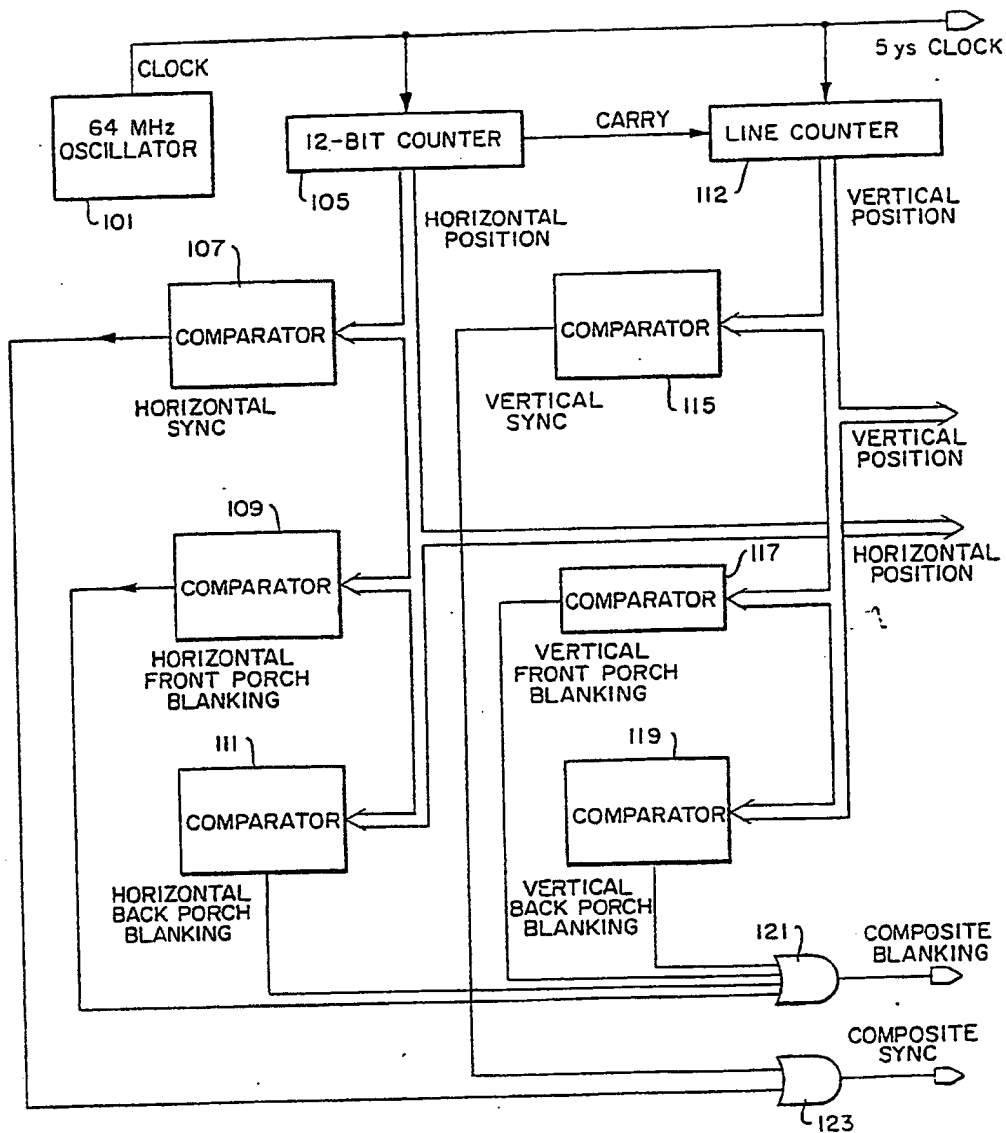 5 ys CLOCK
CLOCK
64 MHz
OSCILLATOR
101
12-BIT COUNTER
105
CARRY
LINE COUNTER
112
HORIZONTAL
POSITION
VERTICAL
POSITION
107
COMPARATOR
HORIZONTAL
SYNC
COMPARATOR
VERTICAL
SYNC
115
VERTICAL
POSITION
109
COMPARATOR
HORIZONTAL
FRONT PORCH
BLANKING
117
COMPARATOR
VERTICAL
FRONT PORCH
BLANKING
HORIZONTAL
POSITION
111
COMPARATOR
HORIZONTAL
BACK PORCH
BLANKING
119
COMPARATOR
VERTICAL
BACK PORCH
BLANKING
121
COMPOSITE
BLANKING
COMPOSITE
SYNC
123